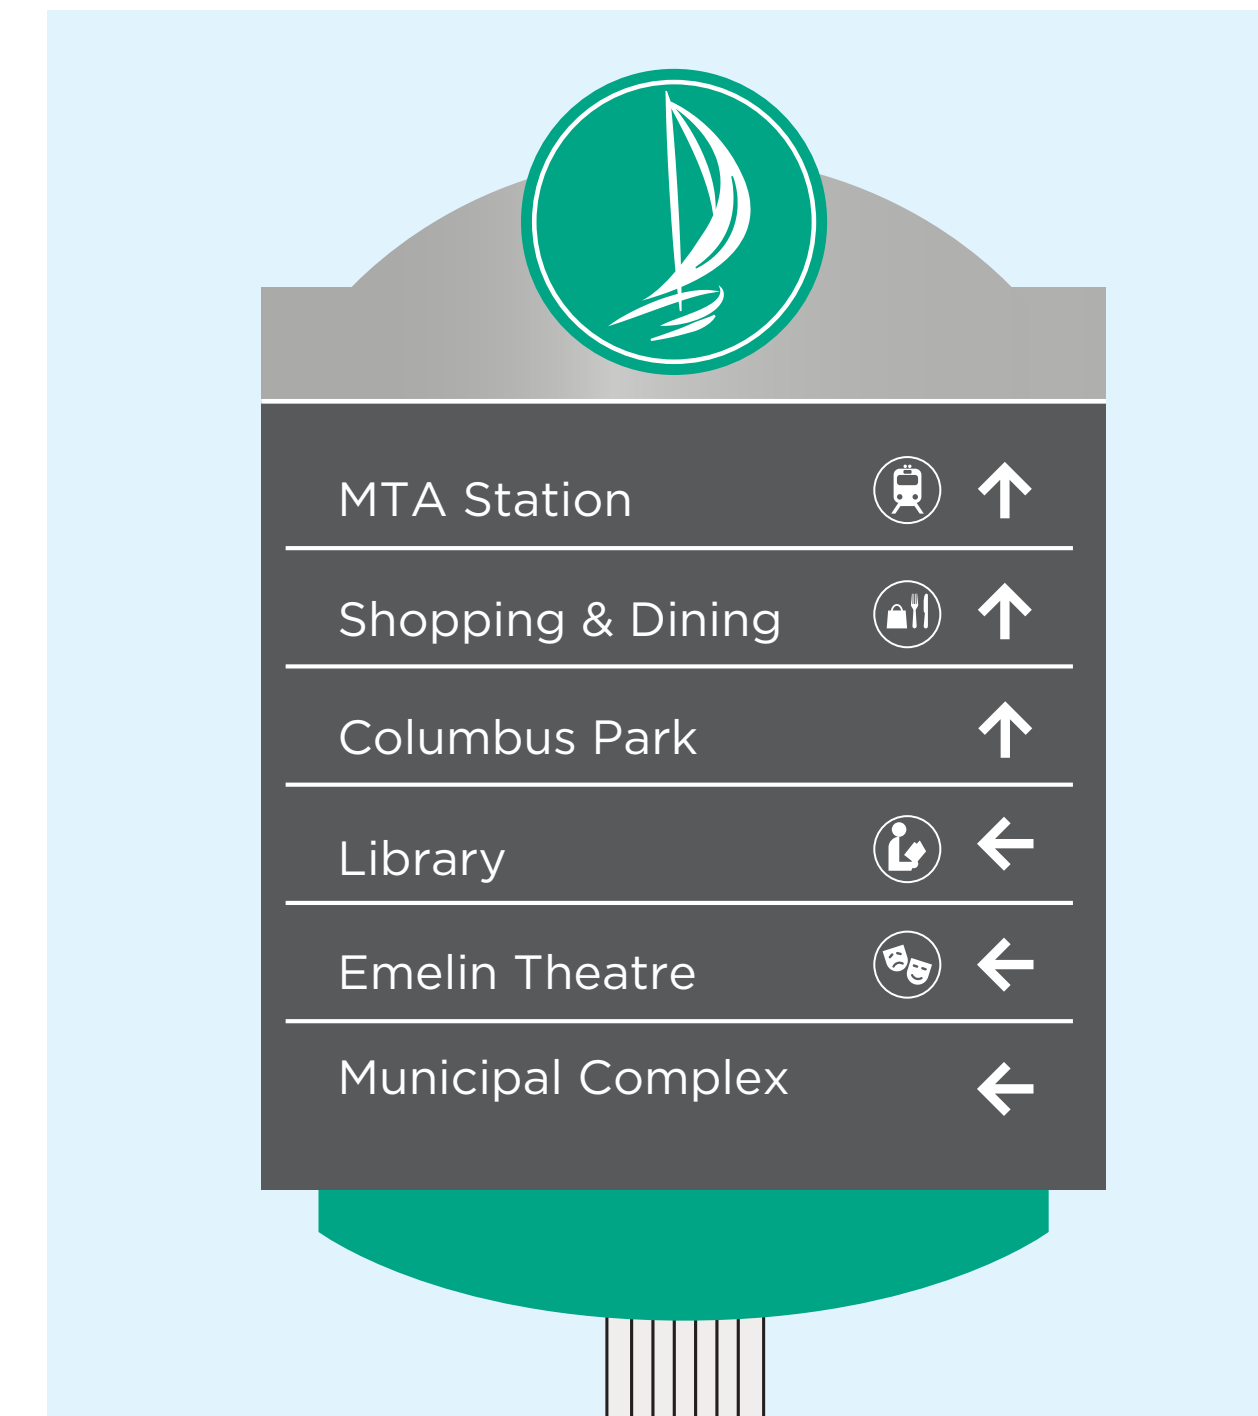 MTA Station
Shopping & Dining
Columbus Park
Library
Emelin Theatre
Municipal Complex